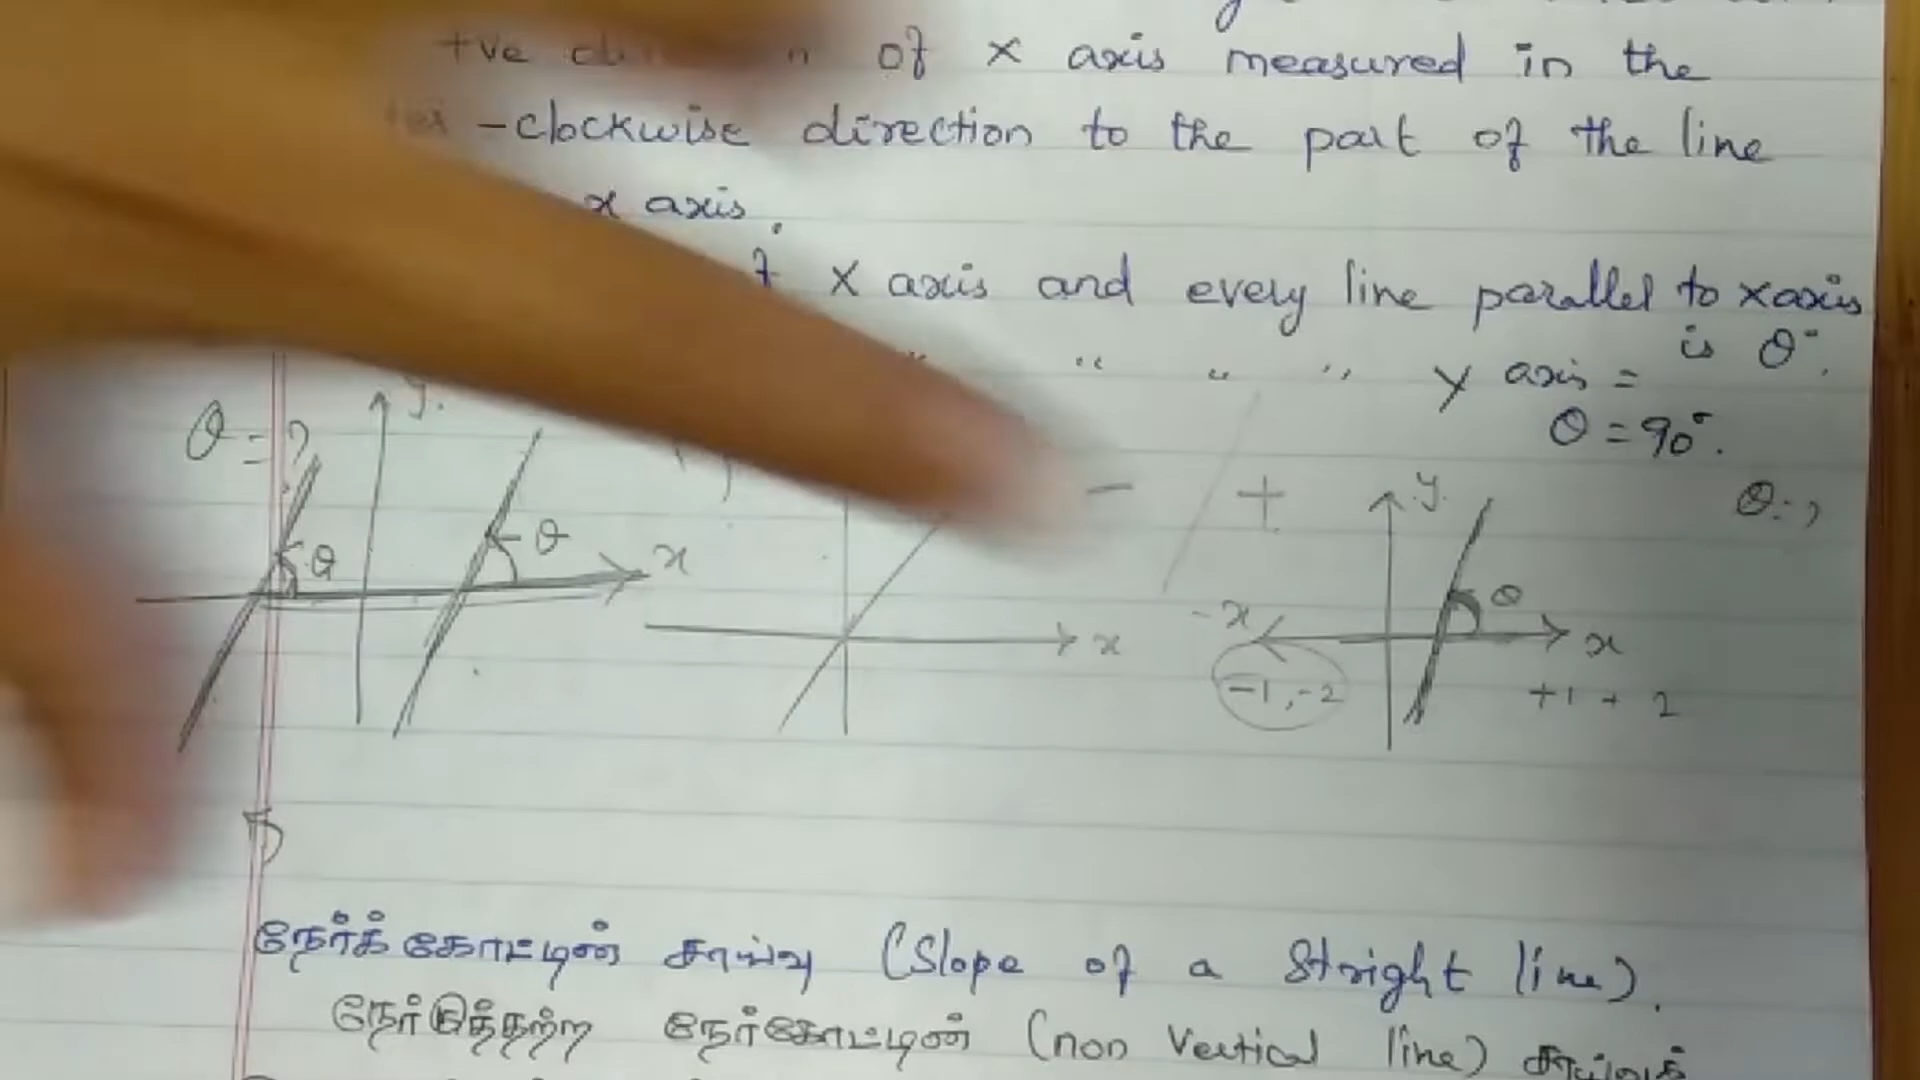 +ve of x axis measured in the
-clockwise direction to the part of the line
x axis.
X axis and every line parallel to x axis
is θ°.
" " " y axis =
θ = 90°.
θ = ?
y.
θ
θ
x
x
- +
y.
θ = ?
θ
-x
x
-1, -2
+1 + 2
நேர்க்கோட்டின் சாய்வு (Slope of a Stright line).
நேர்குத்தற்ற நேர்கோட்டின் (non Vertical line)